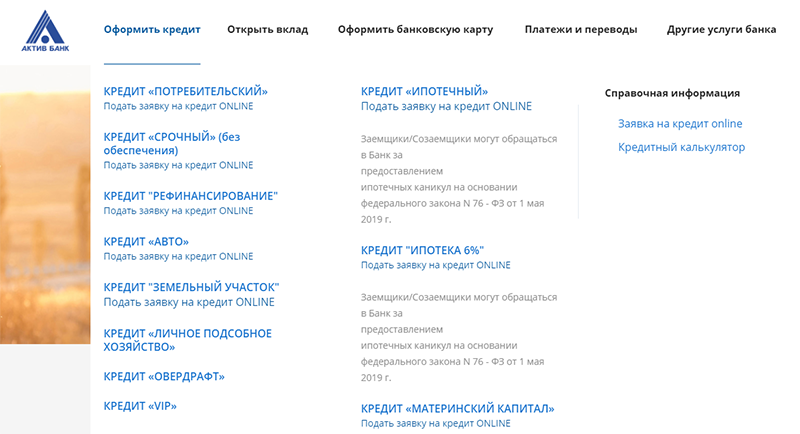 АКТИВ БАНК
Оформить кредит
Открыть вклад
Оформить банковскую карту
Платежи и переводы
Другие услуги банка
КРЕДИТ «ПОТРЕБИТЕЛЬСКИЙ»
Подать заявку на кредит ONLINE
КРЕДИТ «СРОЧНЫЙ» (без
обеспечения)
Подать заявку на кредит ONLINE
КРЕДИТ "РЕФИНАНСИРОВАНИЕ"
Подать заявку на кредит ONLINE
КРЕДИТ «АВТО»
Подать заявку на кредит ONLINE
КРЕДИТ "ЗЕМЕЛЬНЫЙ УЧАСТОК"
Подать заявку на кредит ONLINE
КРЕДИТ «ЛИЧНОЕ ПОДСОБНОЕ
ХОЗЯЙСТВО»
КРЕДИТ «ОВЕРДРАФТ»
КРЕДИТ «VIP»
КРЕДИТ «ИПОТЕЧНЫЙ»
Подать заявку на кредит ONLINE
Заемщики/Созаемщики могут обращаться
в Банк за
предоставлением
ипотечных каникул на основании
федерального закона N 76 - ФЗ от 1 мая
2019 г.
КРЕДИТ "ИПОТЕКА 6%"
Подать заявку на кредит ONLINE
Заемщики/Созаемщики могут обращаться
в Банк за
предоставлением
ипотечных каникул на основании
федерального закона N 76 - ФЗ от 1 мая
2019 г.
КРЕДИТ «МАТЕРИНСКИЙ КАПИТАЛ»
Подать заявку на кредит ONLINE
Справочная информация
Заявка на кредит online
Кредитный калькулятор